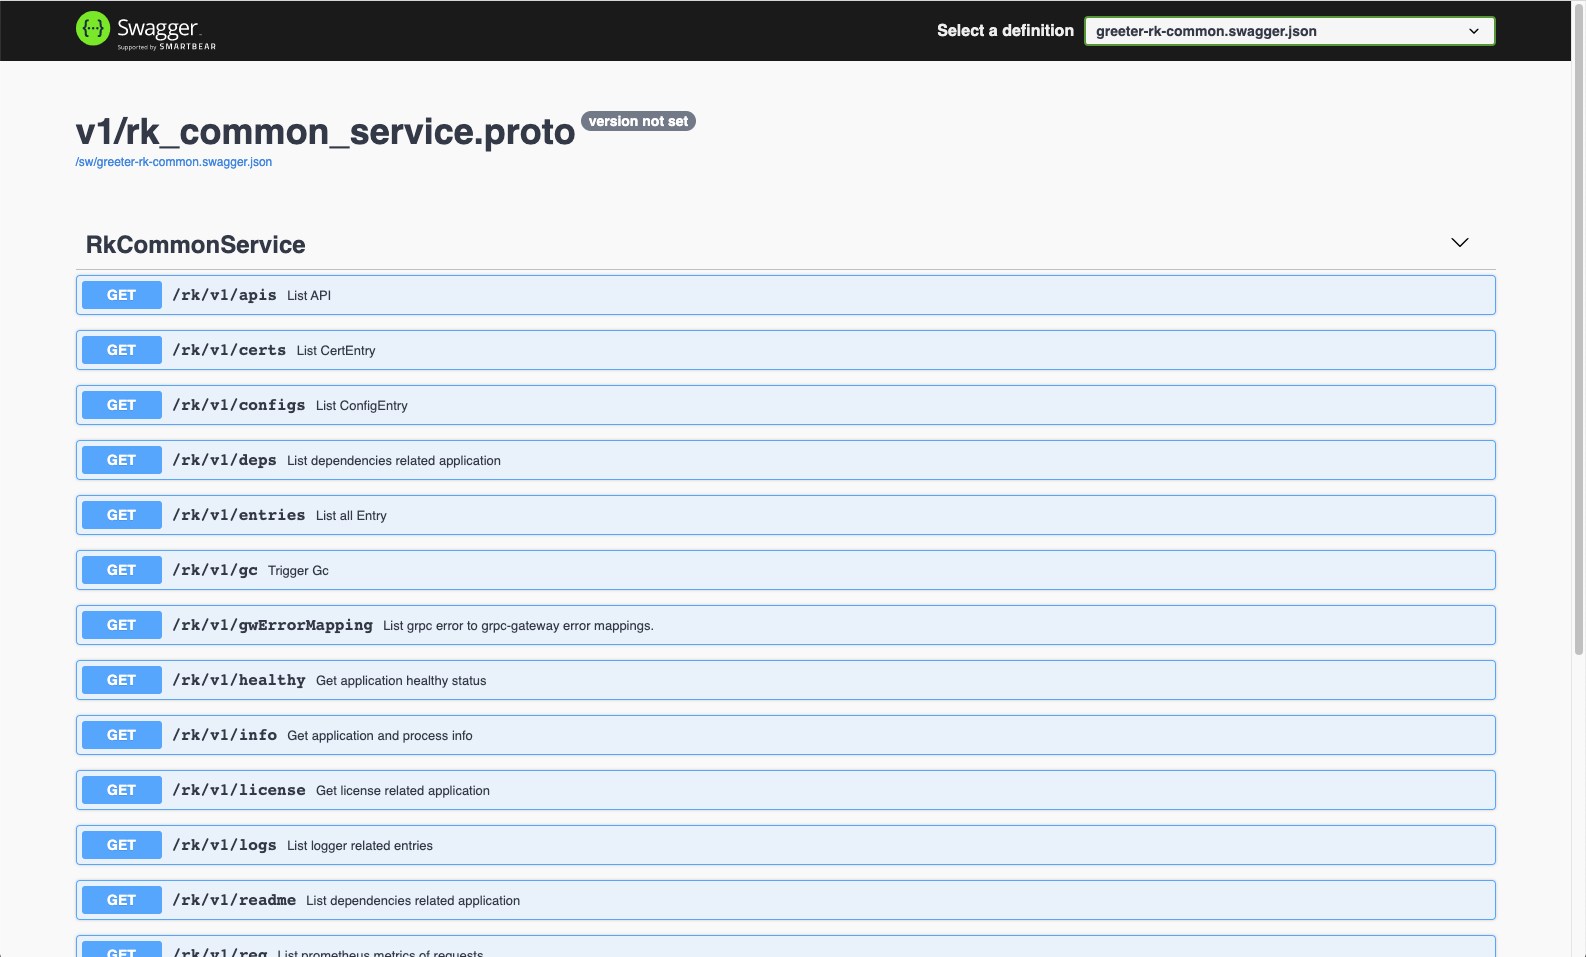 Swagger
Supported by SMARTBEAR
Select a definition
greeter-rk-common.swagger.json
v1/rk_common_service.proto version not set
/sw/greeter-rk-common.swagger.json
RkCommonService
GET /rk/v1/apis List API
GET /rk/v1/certs List CertEntry
GET /rk/v1/configs List ConfigEntry
GET /rk/v1/deps List dependencies related application
GET /rk/v1/entries List all Entry
GET /rk/v1/gc Trigger Gc
GET /rk/v1/gwErrorMapping List grpc error to grpc-gateway error mappings.
GET /rk/v1/healthy Get application healthy status
GET /rk/v1/info Get application and process info
GET /rk/v1/license Get license related application
GET /rk/v1/logs List logger related entries
GET /rk/v1/readme List dependencies related application
GET /rk/v1/req List prometheus metrics of requests